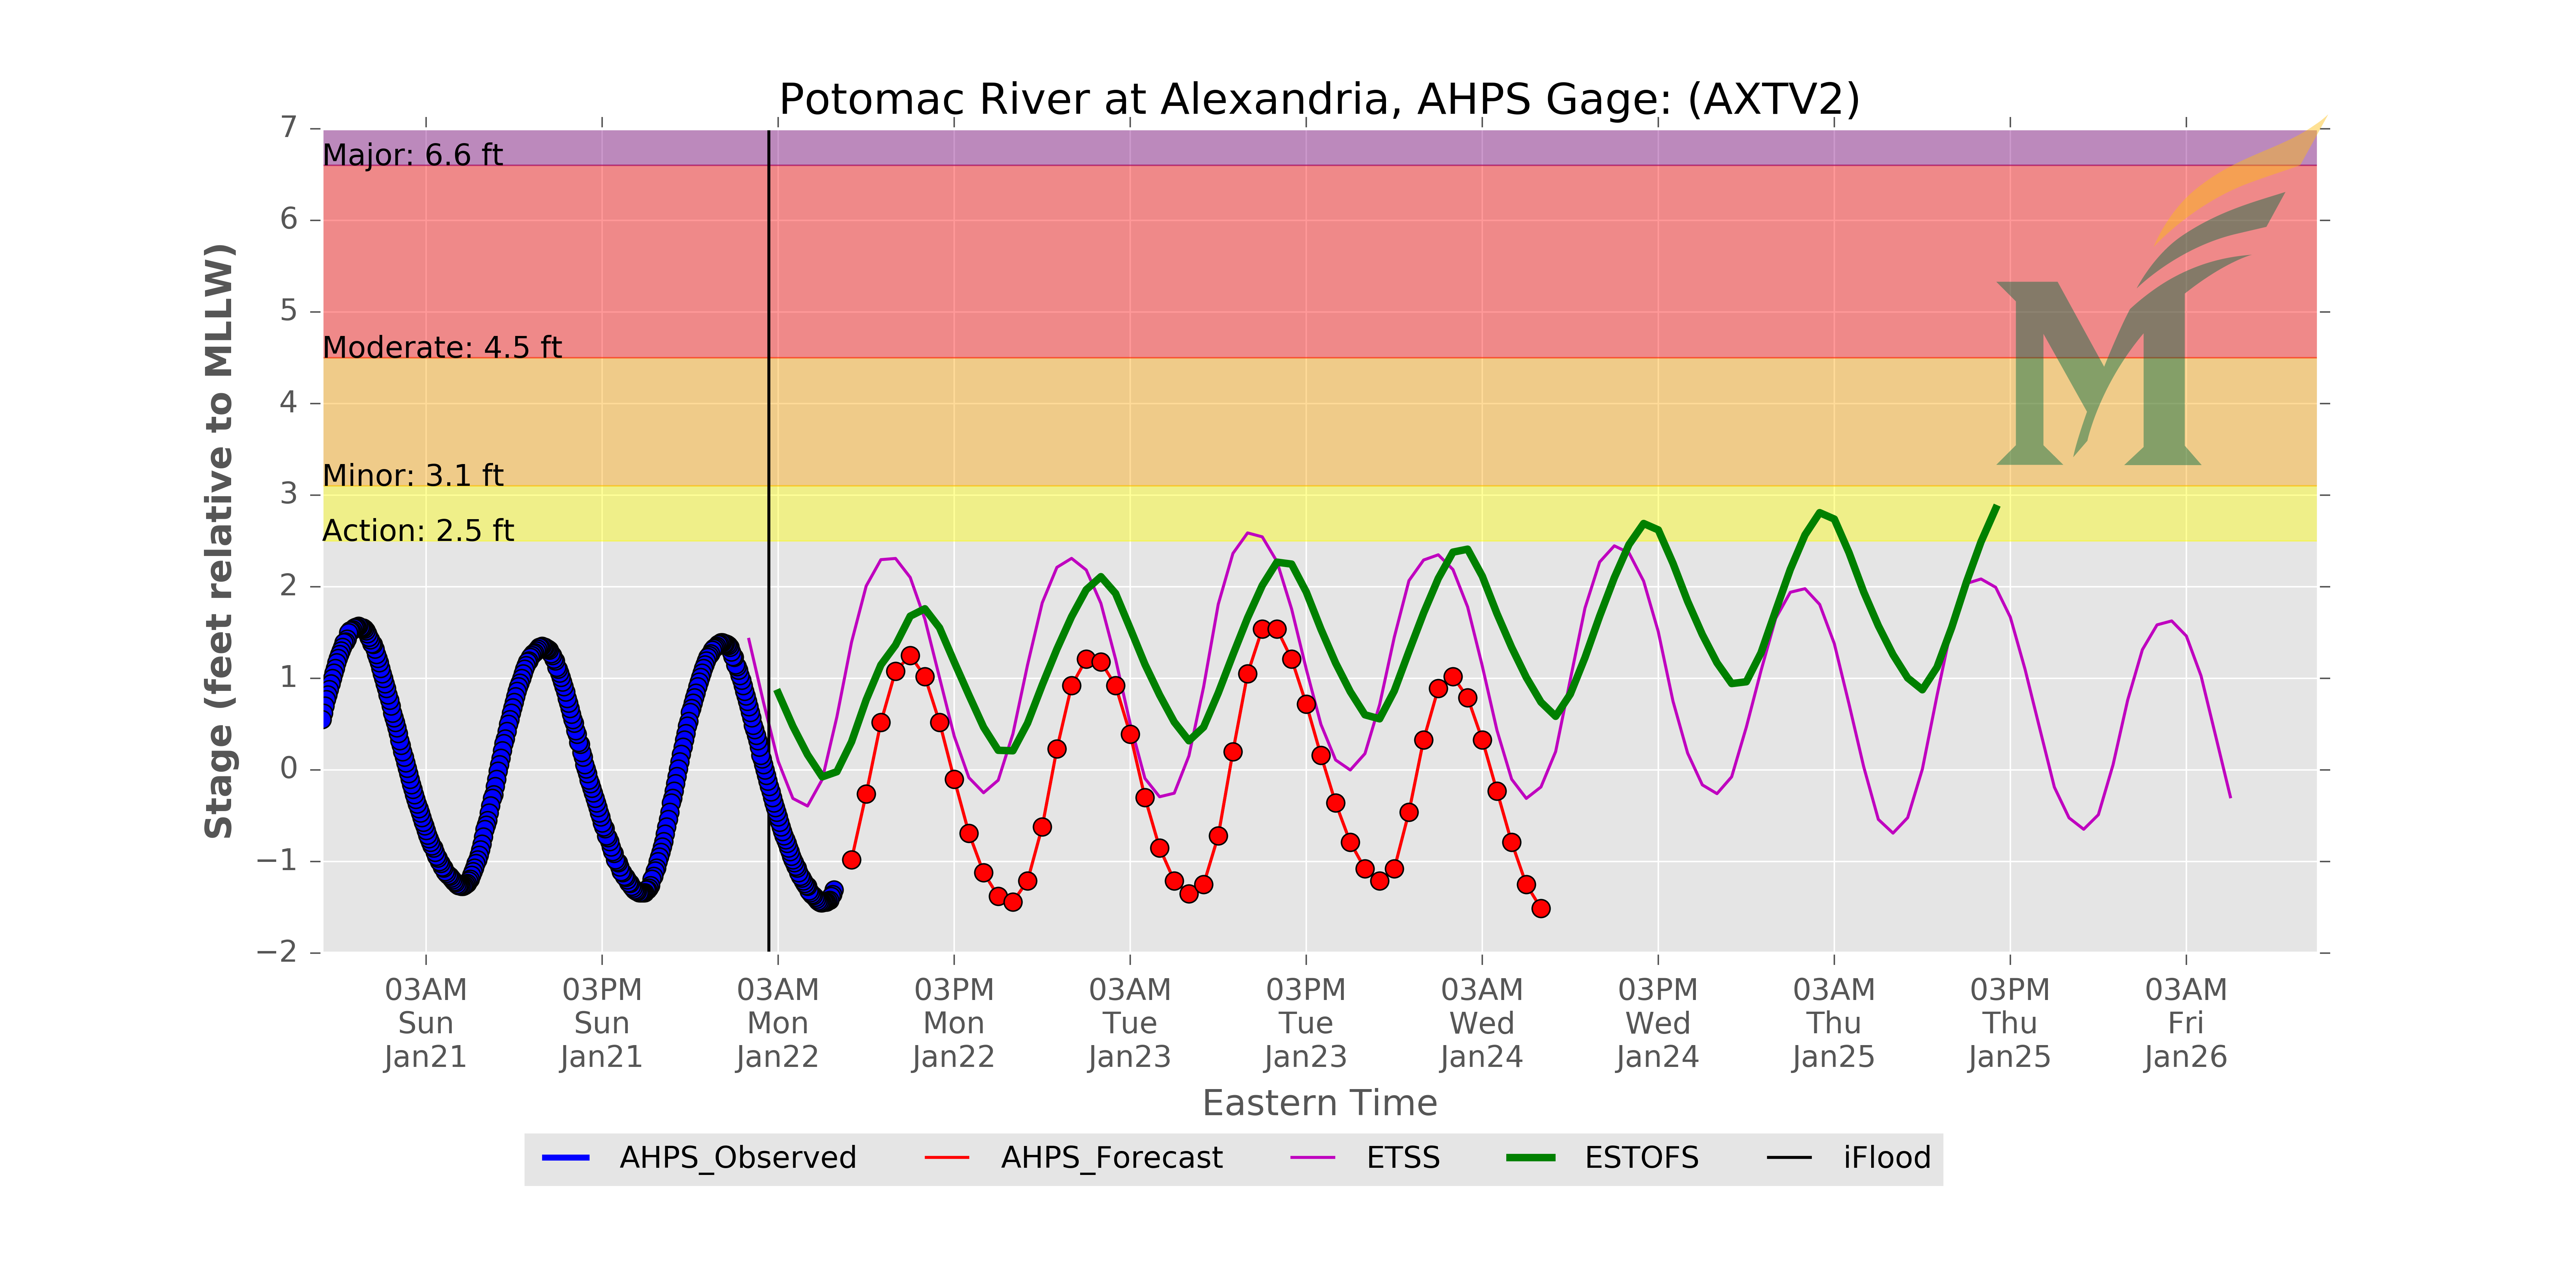 Potomac River at Alexandria, AHPS Gage: (AXTV2)
Stage (feet relative to MLLW)
7
6
5
4
3
2
1
0
−1
−2
Major: 6.6 ft
Moderate: 4.5 ft
Minor: 3.1 ft
Action: 2.5 ft
03AM 03PM 03AM 03PM 03AM 03PM 03AM 03PM 03AM 03PM 03AM
Sun Sun Mon Mon Tue Tue Wed Wed Thu Thu Fri
Jan21 Jan21 Jan22 Jan22 Jan23 Jan23 Jan24 Jan24 Jan25 Jan25 Jan26
Eastern Time
AHPS_Observed AHPS_Forecast ETSS ESTOFS iFlood